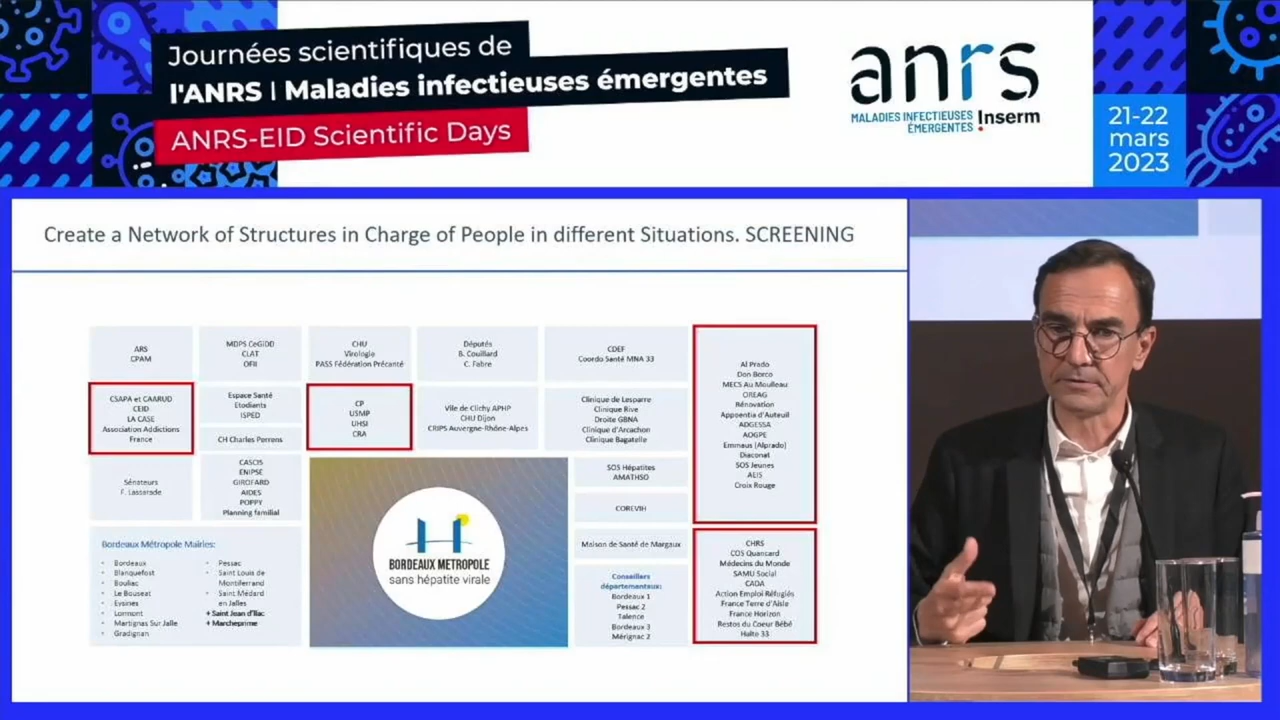 Journées scientifiques de
l'ANRS | Maladies infectieuses émergentes
ANRS-EID Scientific Days
anrs
MALADIES INFECTIEUSES
ÉMERGENTES
Inserm
21-22
mars
2023
Create a Network of Structures in Charge of People in different Situations. SCREENING
ARS
CPAM
MDPS CeGIDD
CLAT
OFII
CHU
Virologie
PASS Fédération Précarité
Députés
B. Couillard
C. Fabre
CDEF
Coordo Santé MNA 33
Al Prado
Don Bosco
MECS Au Moulleau
OREAG
Rénovation
Apprentis d'Auteuil
ADGESSA
AOGPE
Emmaus (Alprado)
Diaconat
SOS Jeunes
ALIS
Croix Rouge
CSAPA et CAARUD
CEID
LA CASE
Association Addictions
France
Espace Santé
Etudiants
ISPED
CH Charles Perrens
CP
USMP
UHSI
CRA
Ville de Clichy APHP
CHU Dijon
CRIPS Auvergne-Rhône-Alpes
Clinique de Lesparre
Clinique Rive
Droite GBNA
Clinique d'Arcachon
Clinique Bagatelle
Sénateurs
F. Lassarade
CASCIS
ENIPSE
GIROFARD
AIDES
POPPY
Planning familial
BORDEAUX METROPOLE
sans hépatite virale
SOS Hépatites
AMATHSO
COREVIH
Maison de Santé de Margaux
Conseillers
départementaux:
Bordeaux 1
Pessac 2
Talence
Bordeaux 3
Mérignac 2
CHRS
COS Quancard
Médecins du Monde
SAMU Social
CADA
Action Emploi Réfugiés
France Terre d'Aisle
France Horizon
Restos du Coeur Bébé
Halte 33
Bordeaux Métropole Mairies:
• Bordeaux
• Blanquefort
• Bouliac
• Le Bouscat
• Eysines
• Lormont
• Martignas Sur Jalle
• Gradignan
• Pessac
• Saint Louis de
Montferrand
• Saint Médard
en Jalles
+ Saint Jean d'Ilac
+ Marcheprime